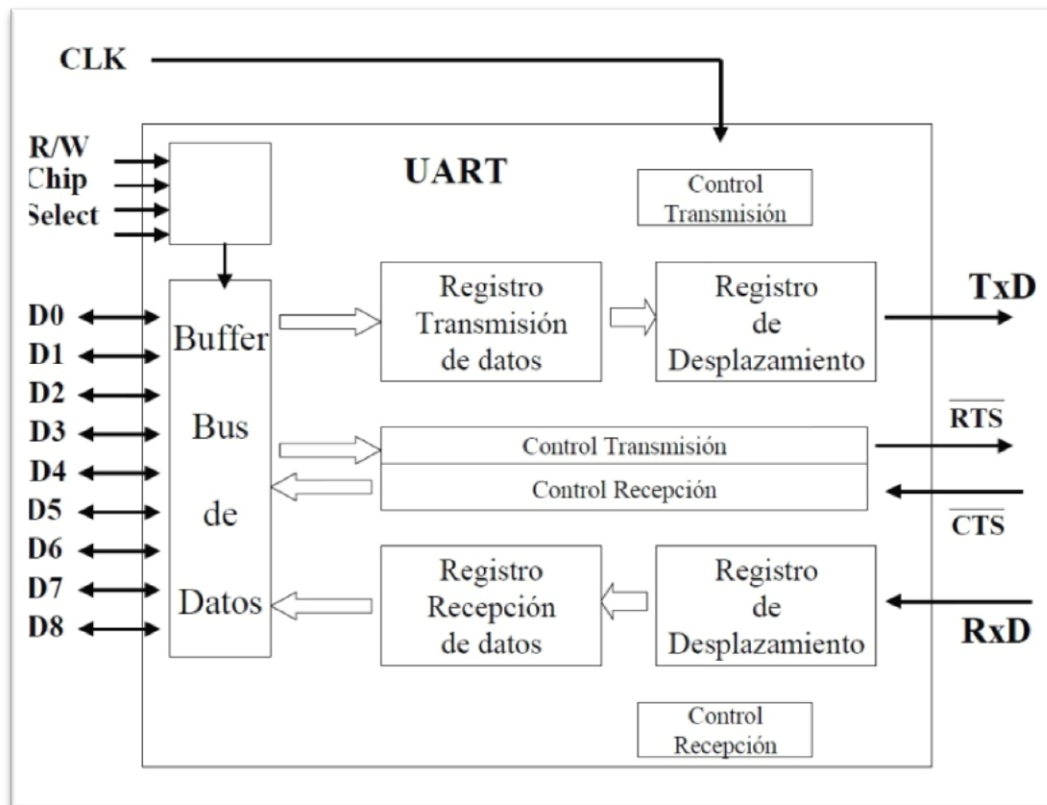 CLK
R/W
Chip
Select
UART
Control
Transmisión
D0
D1
D2
D3
D4
D5
D6
D7
D8
Buffer
Bus
de
Datos
Registro
Transmisión
de datos
Registro
de
Desplazamiento
TxD
Control Transmisión
Control Recepción
RTS
CTS
Registro
Recepción
de datos
Registro
de
Desplazamiento
RxD
Control
Recepción